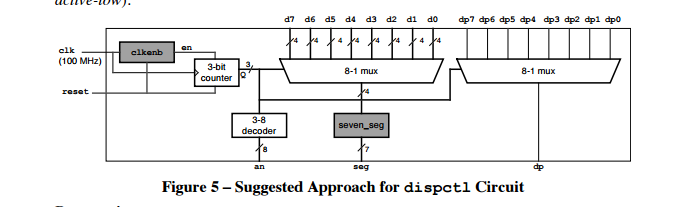 active-low).
d7 d6 d5 d4 d3 d2 d1 d0 dp7 dp6 dp5 dp4 dp3 dp2 dp1 dp0
clk
(100 MHz)
clkenb
en
4 4 4 4 4 4 4 4
3-bit
counter
Q
3
8-1 mux
8-1 mux
reset
4
3-8
decoder
seven_seg
8
7
an
seg
dp
Figure 5 – Suggested Approach for dispctl Circuit